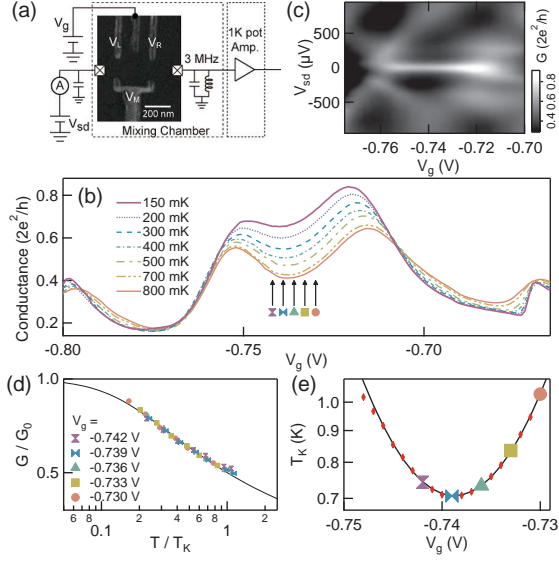 (a)
V_g
V_L
V_R
3 MHz
1K pot
Amp.
A
V_M
200 nm
V_sd
Mixing Chamber
(c)
V_sd (µV)
500
0
-500
-0.76
-0.74
-0.72
-0.70
V_g (V)
G (2e²/h)
0.4 0.6 0.8
(b)
Conductance (2e²/h)
0.8
0.6
0.4
0.2
150 mK
200 mK
300 mK
400 mK
500 mK
700 mK
800 mK
-0.80
-0.75
-0.70
V_g (V)
(d)
G / G_0
1.0
0.5
V_g =
-0.742 V
-0.739 V
-0.736 V
-0.733 V
-0.730 V
6 8
0.1
2
4
6 8
1
2
T / T_K
(e)
T_K (K)
1.0
0.9
0.8
0.7
-0.75
-0.74
-0.73
V_g (V)